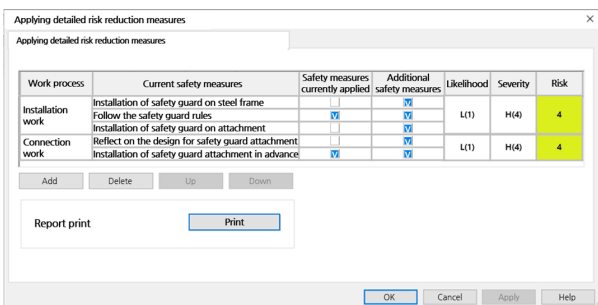 Applying detailed risk reduction measures
Applying detailed risk reduction measures
Work process Current safety measures Safety measures currently applied Additional safety measures Likelihood Severity Risk
Installation work
Installation of safety guard on steel frame
Follow the safety guard rules
Installation of safety guard on attachment
L(1) H(4) 4
Connection work
Reflect on the design for safety guard attachment
Installation of safety guard attachment in advance
L(1) H(4) 4
Add Delete Up Down
Report print Print
OK Cancel Apply Help